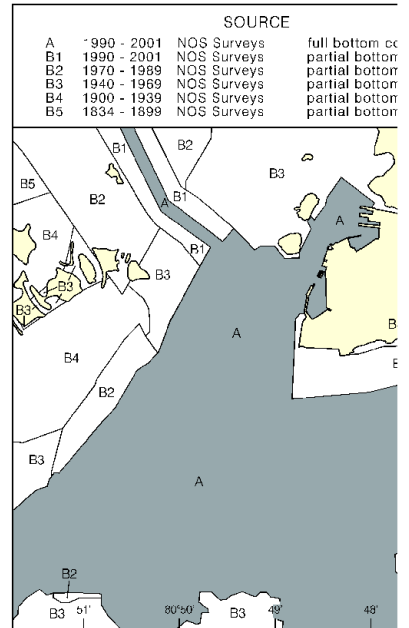 SOURCE
A 1990 - 2001 NOS Surveys full bottom
B1 1990 - 2001 NOS Surveys partial bottom
B2 1970 - 1989 NOS Surveys partial bottom
B3 1940 - 1969 NOS Surveys partial bottom
B4 1900 - 1939 NOS Surveys partial bottom
B5 1834 - 1899 NOS Surveys partial bottom
B1
B2
B3
B5
B2
A
B1
A
B4
B1
B3
B3
B3
A
B4
B2
B3
A
B2
B3
51'
80°50'
B3
49'
48'